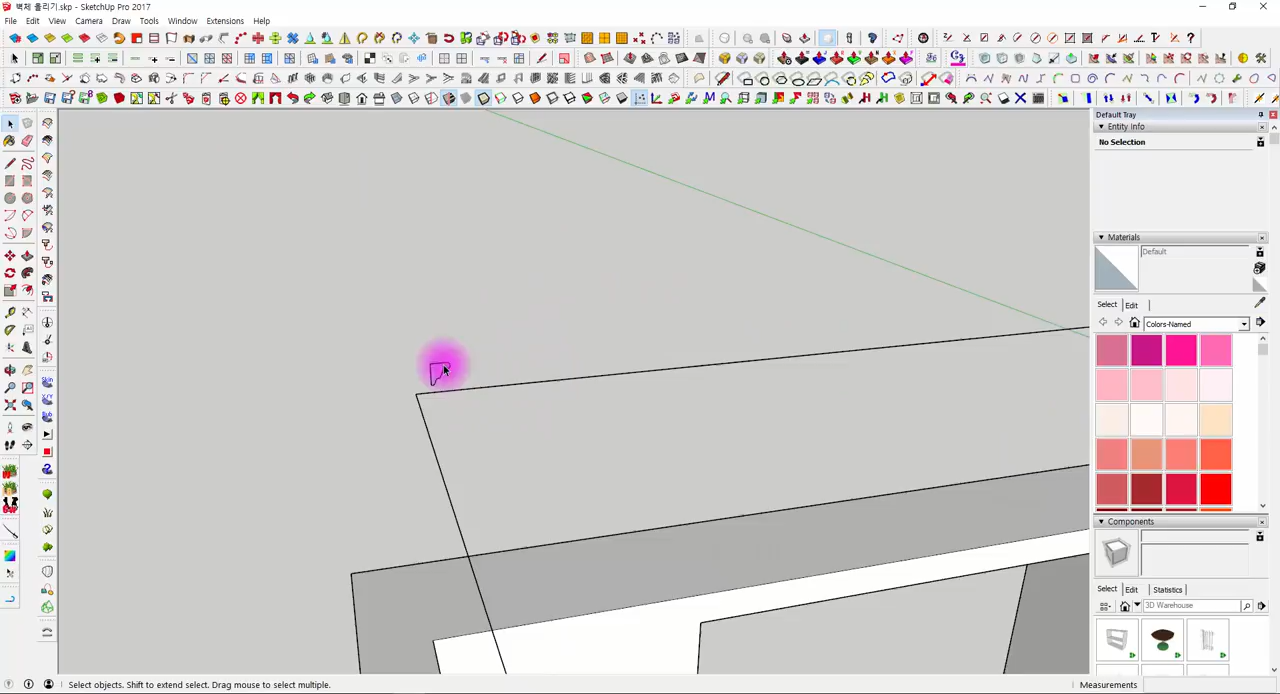 벽체 올리기.skp - SketchUp Pro 2017
File Edit View Camera Draw Tools Window Extensions Help
Default Tray
Entity Info
No Selection
Materials
Default
Select Edit
Colors-Named
Components
Select Edit Statistics
3D Warehouse
Skin
X/Y
Bub
Select objects. Shift to extend select. Drag mouse to select multiple.
Measurements